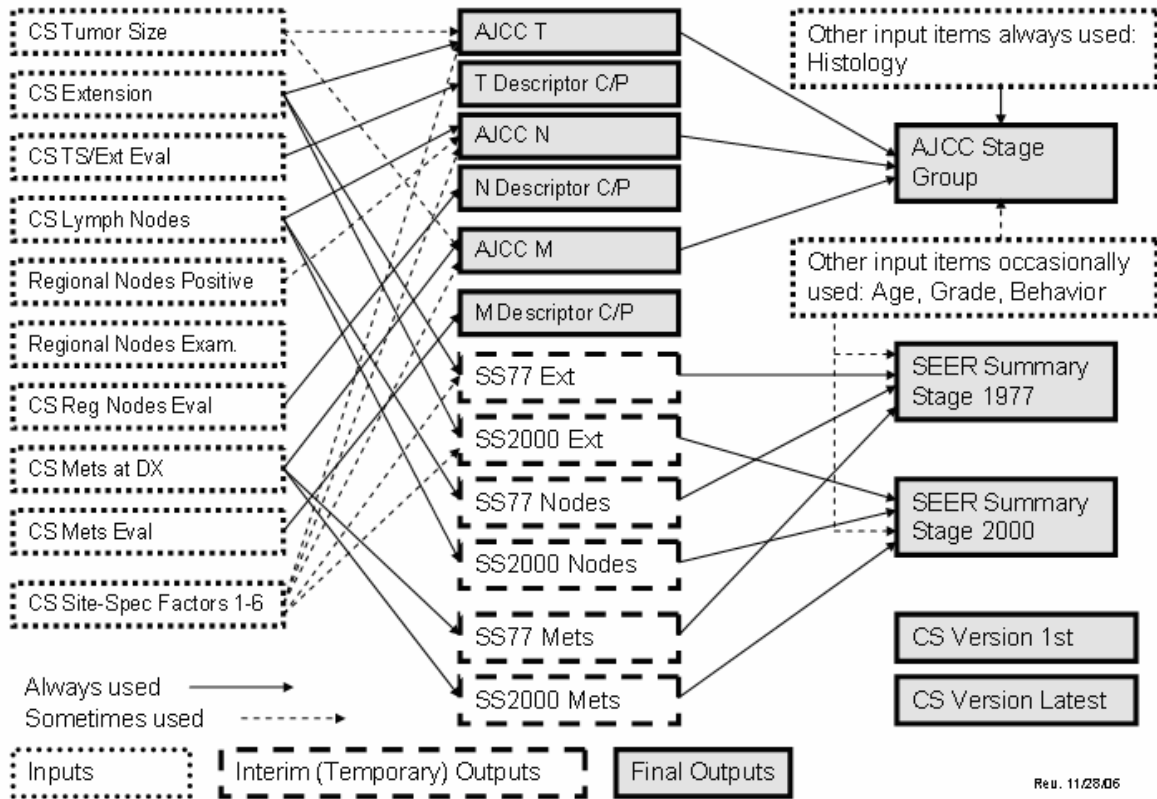 CS Tumor Size
CS Extension
CS TS/Ext Eval
CS Lymph Nodes
Regional Nodes Positive
Regional Nodes Exam.
CS Reg Nodes Eval
CS Mets at DX
CS Mets Eval
CS Site-Spec Factors 1-6
AJCC T
T Descriptor C/P
AJCC N
N Descriptor C/P
AJCC M
M Descriptor C/P
SS77 Ext
SS2000 Ext
SS77 Nodes
SS2000 Nodes
SS77 Mets
SS2000 Mets
Other input items always used:
Histology
AJCC Stage
Group
Other input items occasionally
used: Age, Grade, Behavior
SEER Summary
Stage 1977
SEER Summary
Stage 2000
CS Version 1st
CS Version Latest
Always used
Sometimes used
Inputs
Interim (Temporary) Outputs
Final Outputs
Rev. 11/28/06